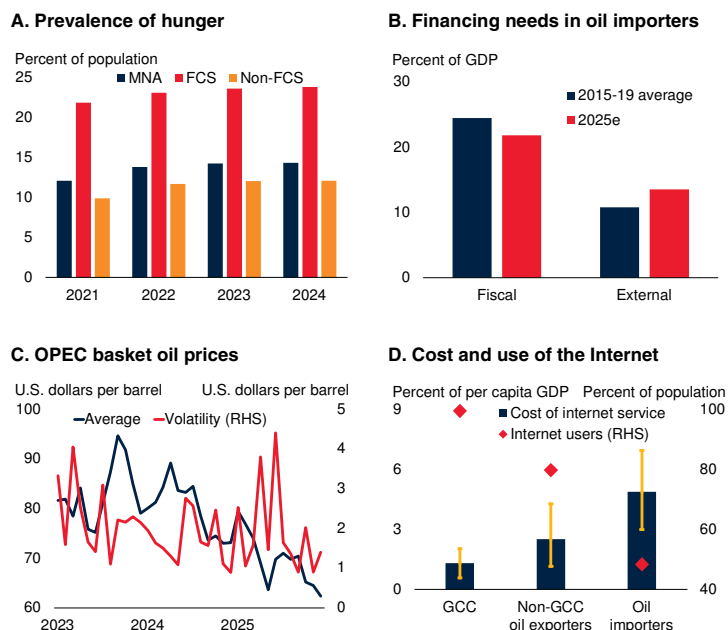 A. Prevalence of hunger
Percent of population
MNA FCS Non-FCS
25
20
15
10
5
0
2021 2022 2023 2024
B. Financing needs in oil importers
Percent of GDP
30
2015-19 average
2025e
20
10
0
Fiscal External
C. OPEC basket oil prices
U.S. dollars per barrel U.S. dollars per barrel
100 5
Average Volatility (RHS)
90 4
80 3
70 2
1
60 0
2023 2024 2025
D. Cost and use of the Internet
Percent of per capita GDP Percent of population
9 100
Cost of internet service
Internet users (RHS)
6 80
3 60
0 40
GCC Non-GCC Oil
oil exporters importers